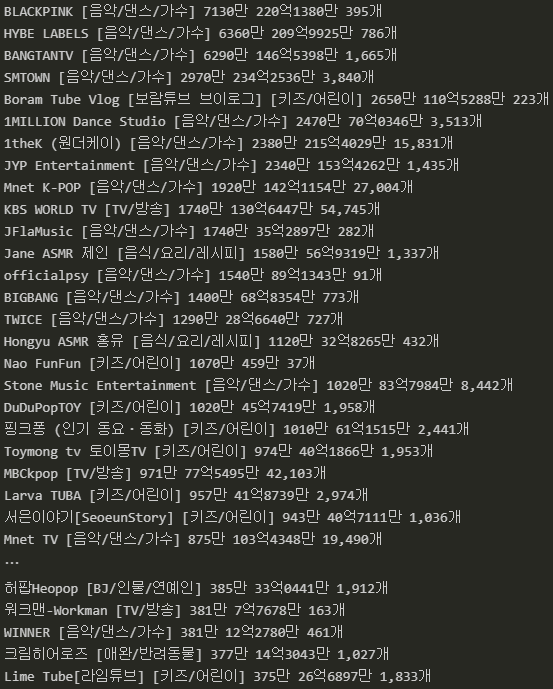 BLACKPINK [음악/댄스/가수] 7130만 220억1380만 395개
HYBE LABELS [음악/댄스/가수] 6360만 209억9925만 786개
BANGTANTV [음악/댄스/가수] 6290만 146억5398만 1,665개
SMTOWN [음악/댄스/가수] 2970만 234억2536만 3,840개
Boram Tube Vlog [보람튜브 브이로그] [키즈/어린이] 2650만 110억5288만 223개
1MILLION Dance Studio [음악/댄스/가수] 2470만 70억0346만 3,513개
1theK (원더케이) [음악/댄스/가수] 2380만 215억4029만 15,831개
JYP Entertainment [음악/댄스/가수] 2340만 153억4262만 1,435개
Mnet K-POP [음악/댄스/가수] 1920만 142억1154만 27,004개
KBS WORLD TV [TV/방송] 1740만 130억6447만 54,745개
JFlaMusic [음악/댄스/가수] 1740만 35억2897만 282개
Jane ASMR 제인 [음식/요리/레시피] 1580만 56억9319만 1,337개
officialpsy [음악/댄스/가수] 1540만 89억1343만 91개
BIGBANG [음악/댄스/가수] 1400만 68억8354만 773개
TWICE [음악/댄스/가수] 1290만 28억6640만 727개
Hongyu ASMR 홍유 [음식/요리/레시피] 1120만 32억8265만 432개
Nao FunFun [키즈/어린이] 1070만 459만 37개
Stone Music Entertainment [음악/댄스/가수] 1020만 83억7984만 8,442개
DuDuPopTOY [키즈/어린이] 1020만 45억7419만 1,958개
핑크퐁 (인기 동요・동화) [키즈/어린이] 1010만 61억1515만 2,441개
Toymong tv 토이몽TV [키즈/어린이] 974만 40억1866만 1,953개
MBCkpop [TV/방송] 971만 77억5495만 42,103개
Larva TUBA [키즈/어린이] 957만 41억8739만 2,974개
서은이야기[SeoeunStory] [키즈/어린이] 943만 40억7111만 1,036개
Mnet TV [음악/댄스/가수] 875만 103억4348만 19,490개
...
허팝Heopop [BJ/인물/연예인] 385만 33억0441만 1,912개
워크맨-Workman [TV/방송] 381만 7억7678만 163개
WINNER [음악/댄스/가수] 381만 12억2780만 461개
크림히어로즈 [애완/반려동물] 377만 14억3043만 1,027개
Lime Tube[라임튜브] [키즈/어린이] 375만 26억6897만 1,833개